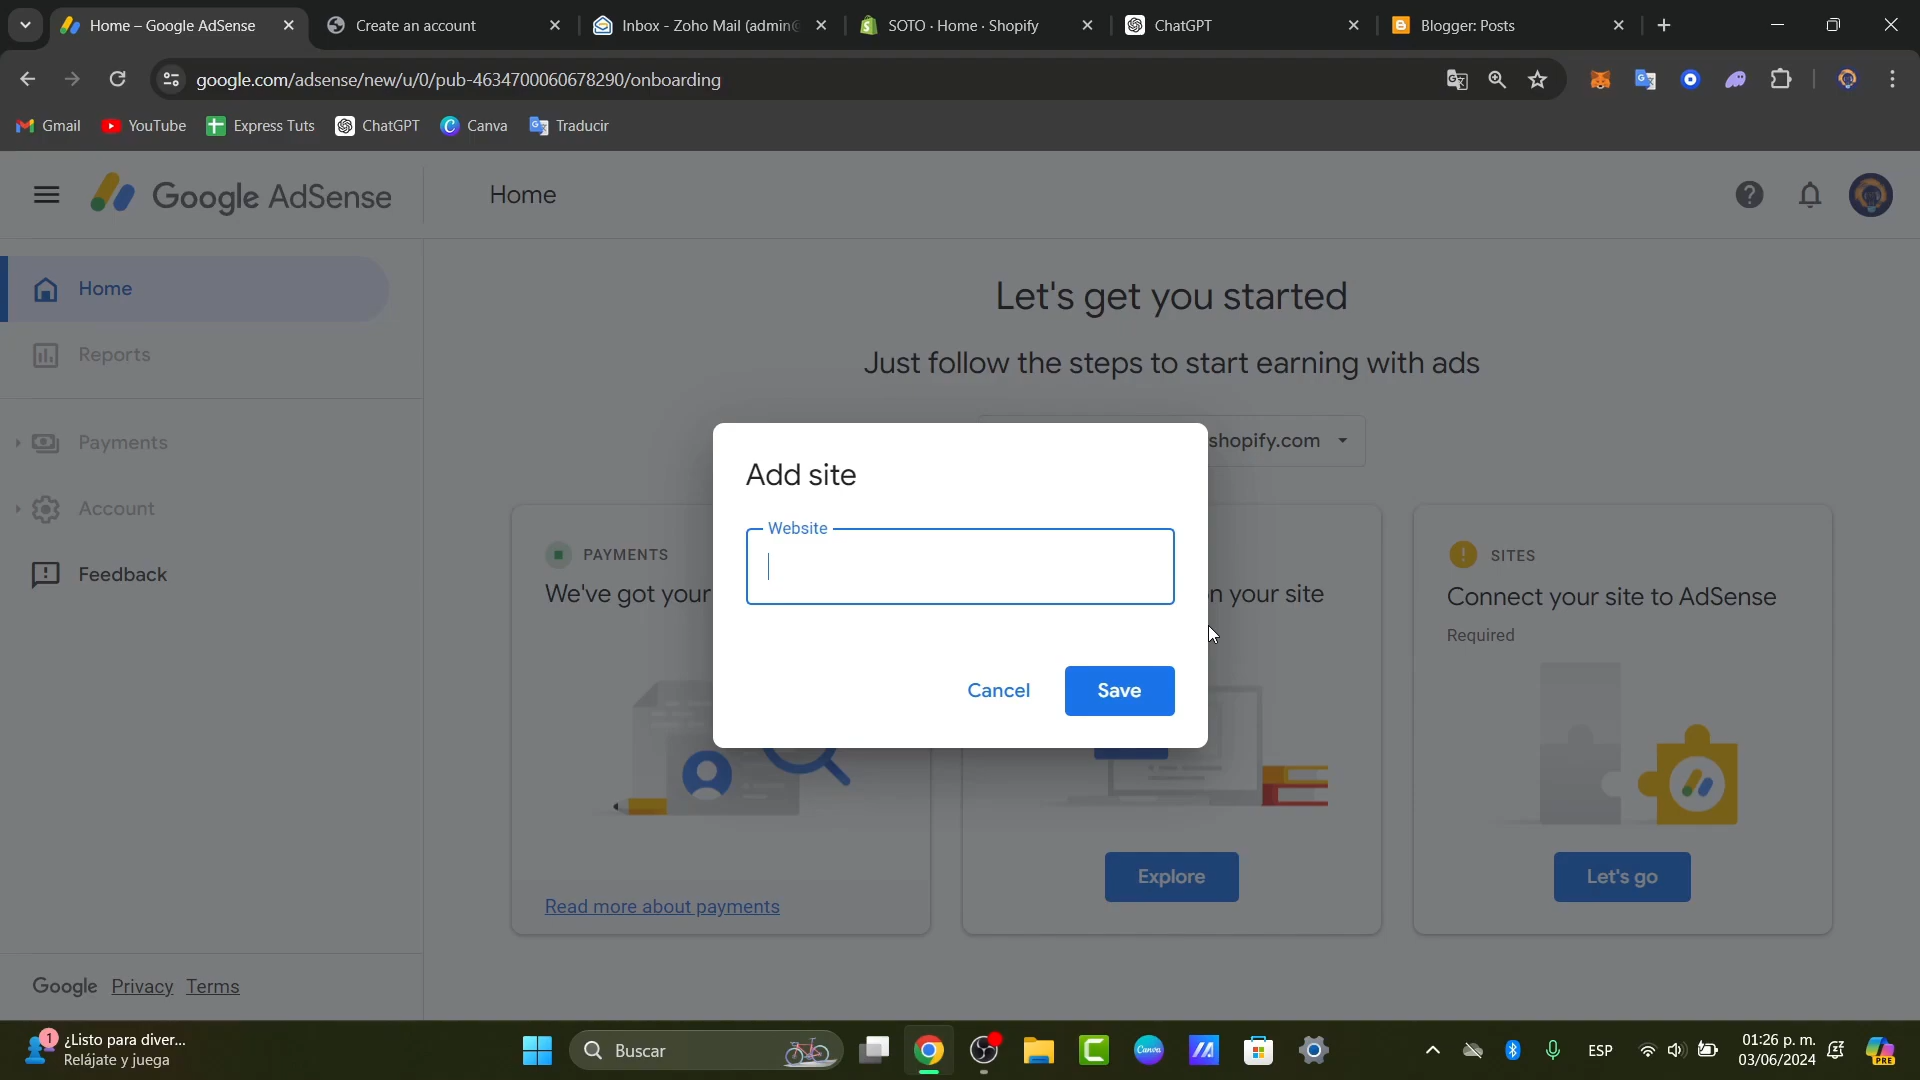 Home – Google AdSense
Create an account
Inbox - Zoho Mail (admin@
SOTO · Home · Shopify
ChatGPT
Blogger: Posts
google.com/adsense/new/u/0/pub-4634700060678290/onboarding
Gmail
YouTube
Express Tuts
ChatGPT
Canva
Traducir
Google AdSense
Home
Home
Reports
Payments
Account
Feedback
Google Privacy Terms
Let's get you started
Just follow the steps to start earning with ads
shopify.com
PAYMENTS
We've got your
Read more about payments
n your site
Explore
SITES
Connect your site to AdSense
Required
Let's go
Add site
Website
Cancel
Save
1
¿Listo para diver...
Relájate y juega
Buscar
Canva
ESP
01:26 p. m.
03/06/2024
PRE